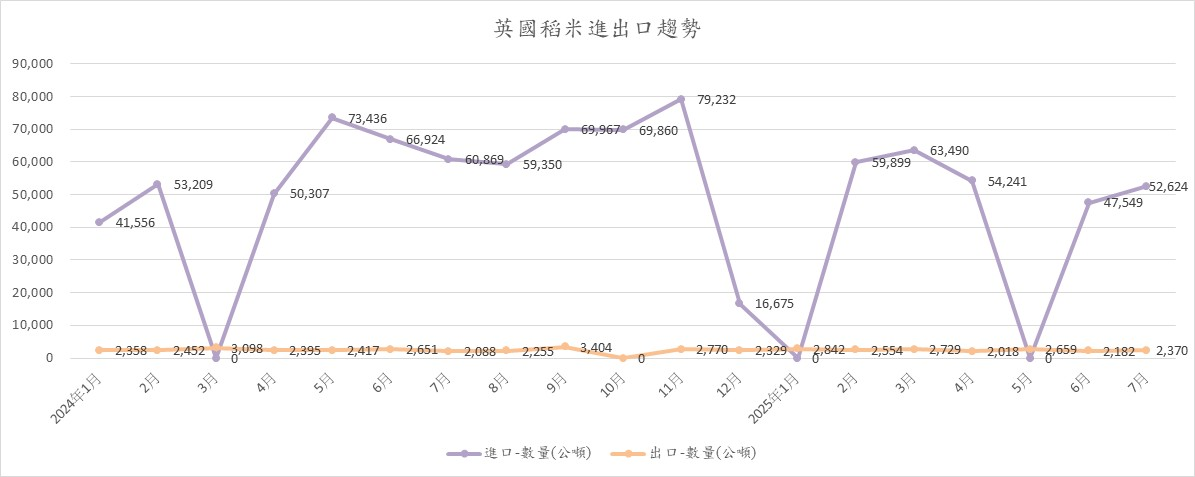 英國稻米進出口趨勢
90,000
80,000
70,000
60,000
50,000
40,000
30,000
20,000
10,000
0
41,556
53,209
0
50,307
73,436
66,924
60,869
59,350
69,967
69,860
79,232
16,675
0
59,899
63,490
54,241
0
47,549
52,624
2,358
2,452
3,098
2,395
2,417
2,651
2,088
2,255
3,404
0
2,770
2,329
2,842
2,554
2,729
2,018
2,659
2,182
2,370
2024年1月
2月
3月
4月
5月
6月
7月
8月
9月
10月
11月
12月
2025年1月
2月
3月
4月
5月
6月
7月
進口-數量(公噸)
出口-數量(公噸)